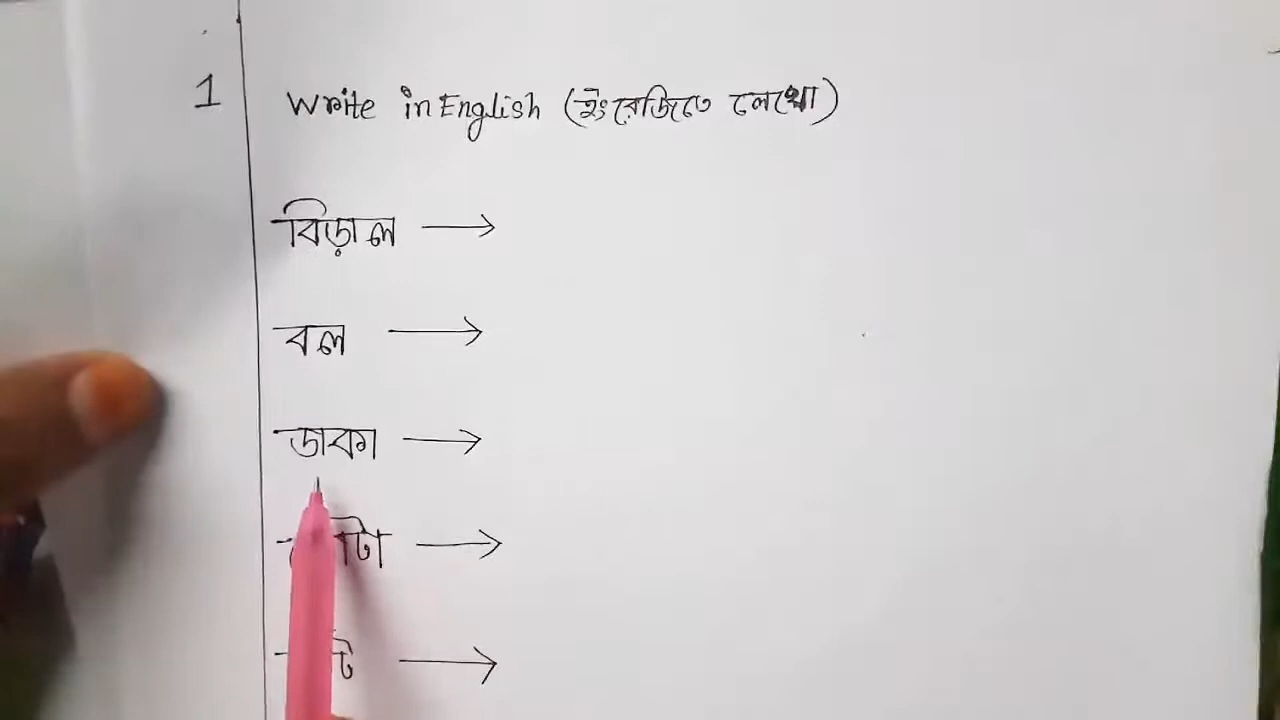 1 Write in English (ইংরেজিতে লেখো)
বিড়াল →
বল →
ডাকা →
→
→